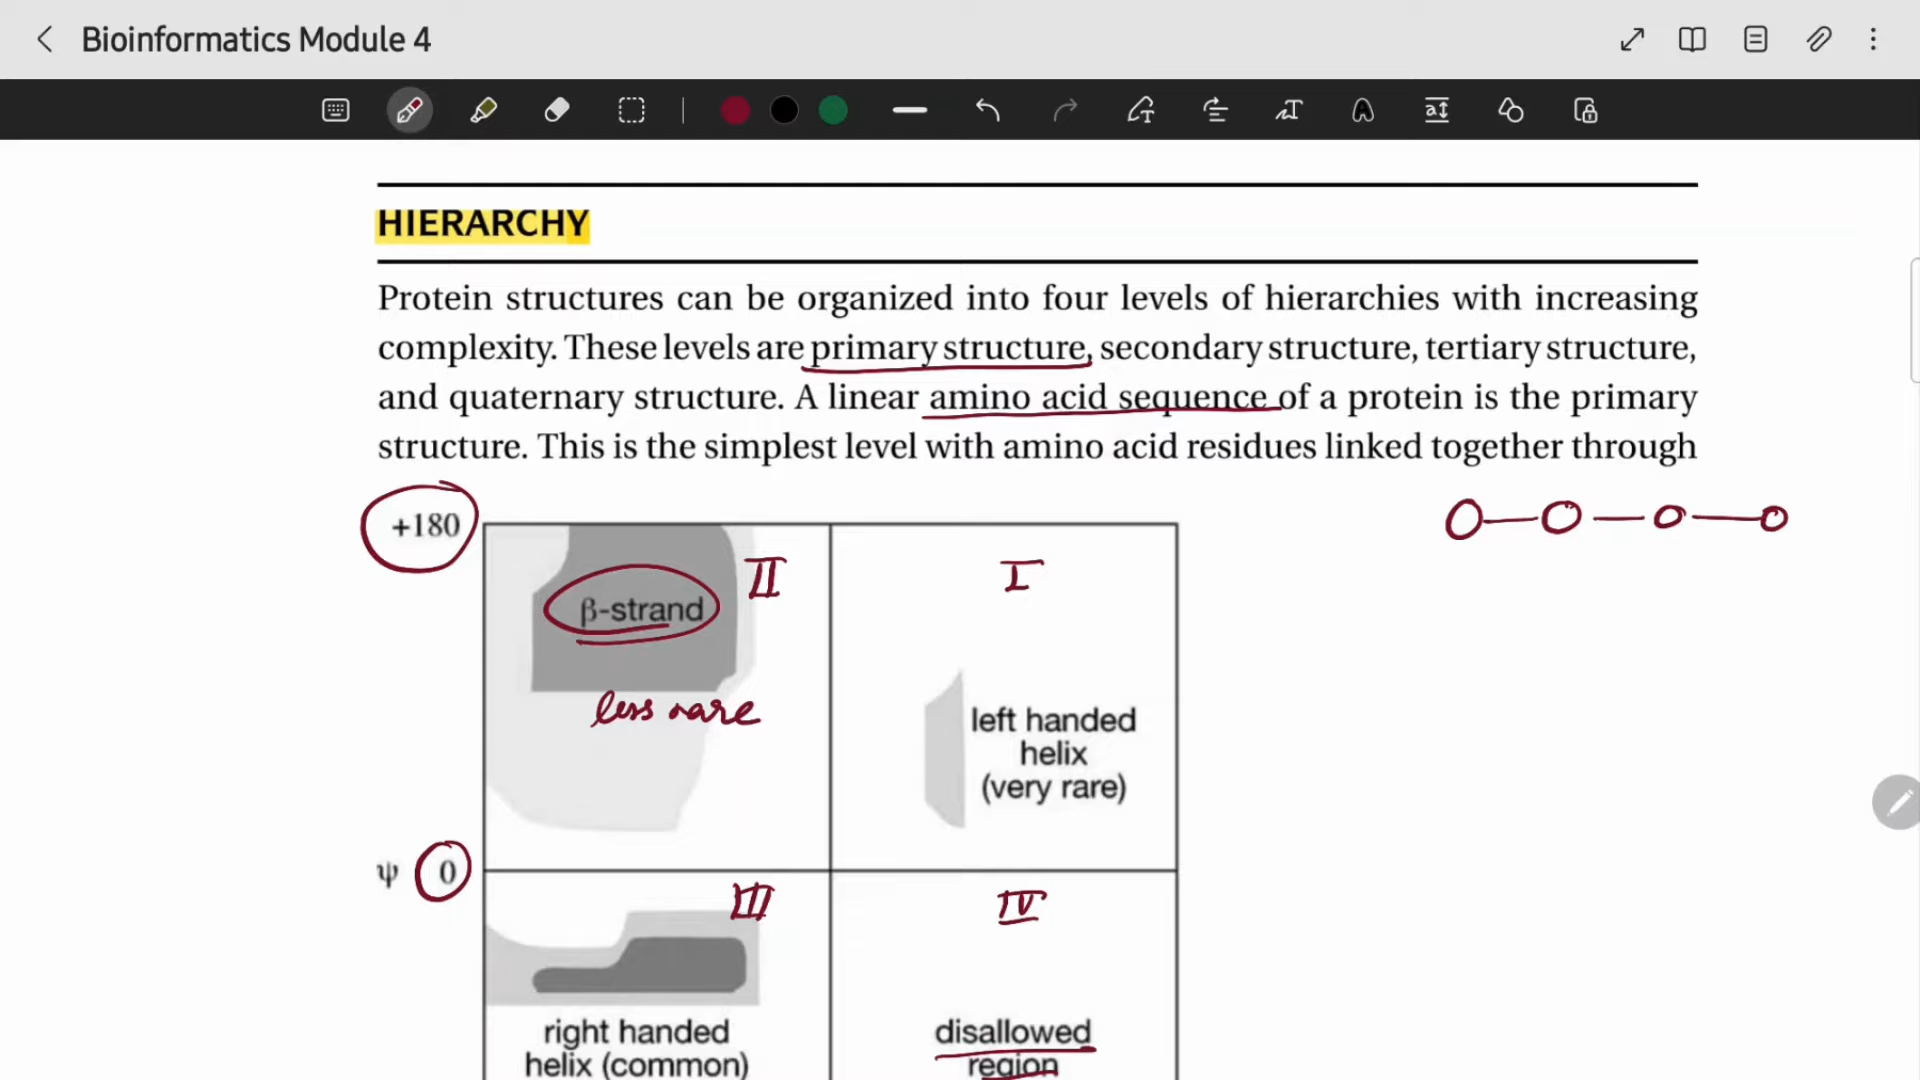 Bioinformatics Module 4
HIERARCHY
Protein structures can be organized into four levels of hierarchies with increasing
complexity. These levels are primary structure, secondary structure, tertiary structure,
and quaternary structure. A linear amino acid sequence of a protein is the primary
structure. This is the simplest level with amino acid residues linked together through
+180
β-strand
II
I
less rare
left handed
helix
(very rare)
ψ 0
III
IV
right handed
helix (common)
disallowed
region